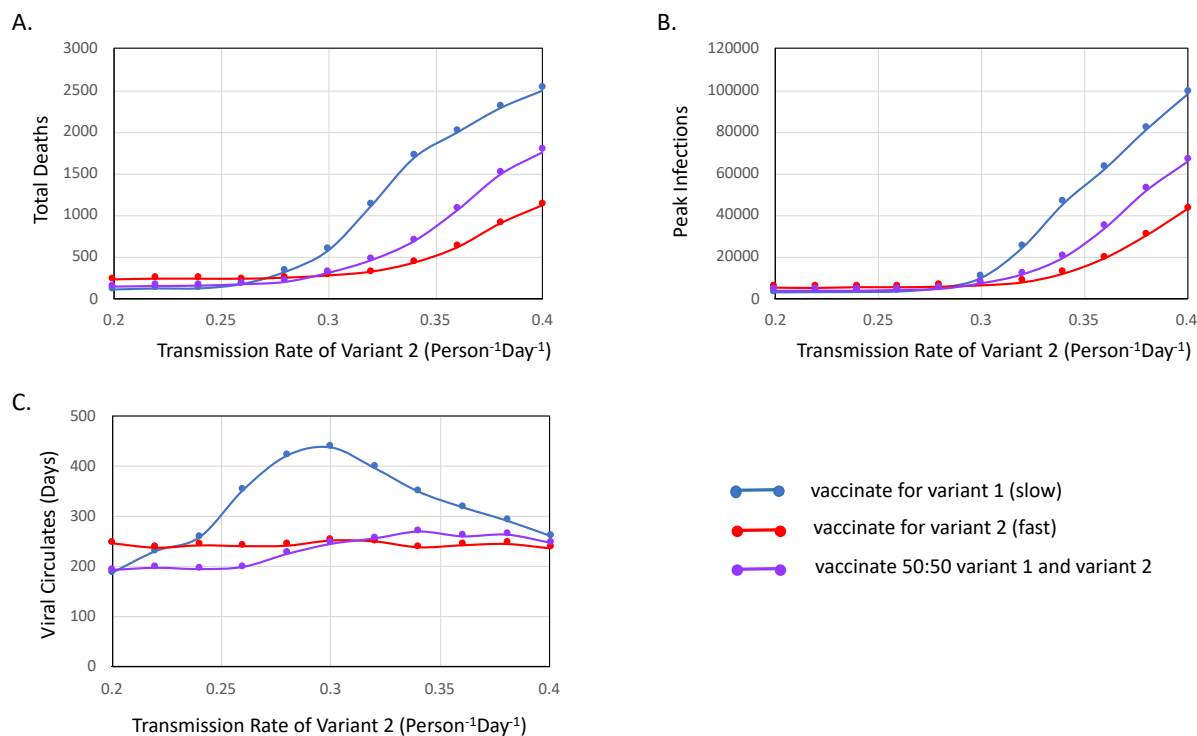 A.
3000
2500
2000
1500
1000
500
0
0.2 0.25 0.3 0.35 0.4
Total Deaths
Transmission Rate of Variant 2 (Person⁻¹Day⁻¹)
B.
120000
100000
80000
60000
40000
20000
0
0.2 0.25 0.3 0.35 0.4
Peak Infections
Transmission Rate of Variant 2 (Person⁻¹Day⁻¹)
C.
500
400
300
200
100
0
0.2 0.25 0.3 0.35 0.4
Viral Circulates (Days)
Transmission Rate of Variant 2 (Person⁻¹Day⁻¹)
vaccinate for variant 1 (slow)
vaccinate for variant 2 (fast)
vaccinate 50:50 variant 1 and variant 2